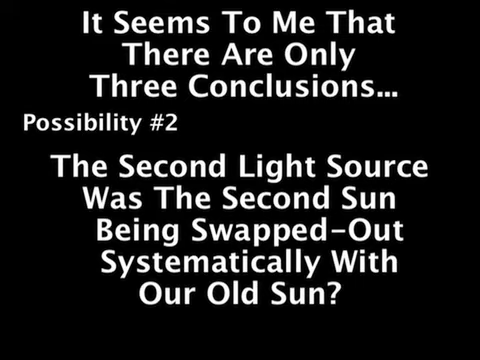 It Seems To Me That
There Are Only
Three Conclusions...
Possibility #2
The Second Light Source
Was The Second Sun
Being Swapped-Out
Systematically With
Our Old Sun?